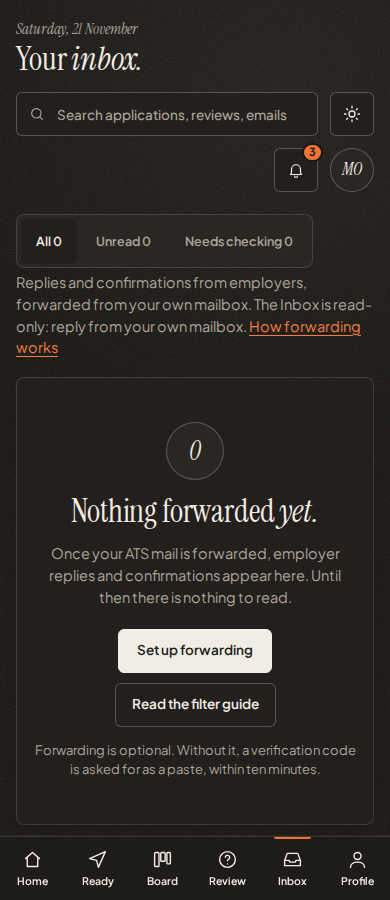 Saturday, 21 November
Your inbox.
Search applications, reviews, emails
3
MO
All 0
Unread 0
Needs checking 0
Replies and confirmations from employers,
forwarded from your own mailbox. The Inbox is read-
only: reply from your own mailbox. How forwarding
works
0
Nothing forwarded yet.
Once your ATS mail is forwarded, employer
replies and confirmations appear here. Until
then there is nothing to read.
Set up forwarding
Read the filter guide
Forwarding is optional. Without it, a verification code
is asked for as a paste, within ten minutes.
Home
Ready
Board
Review
Inbox
Profile